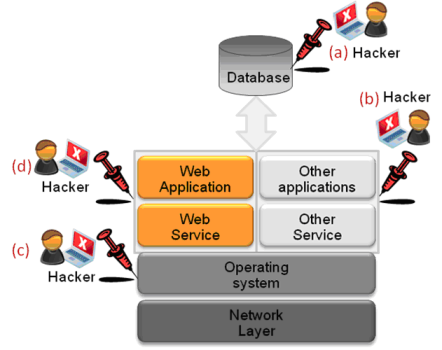 (a) Hacker
Database
(b) Hacker
(d)
Hacker
Web
Application
Other
applications
Web
Service
Other
Service
(c)
Hacker
Operating
system
Network
Layer